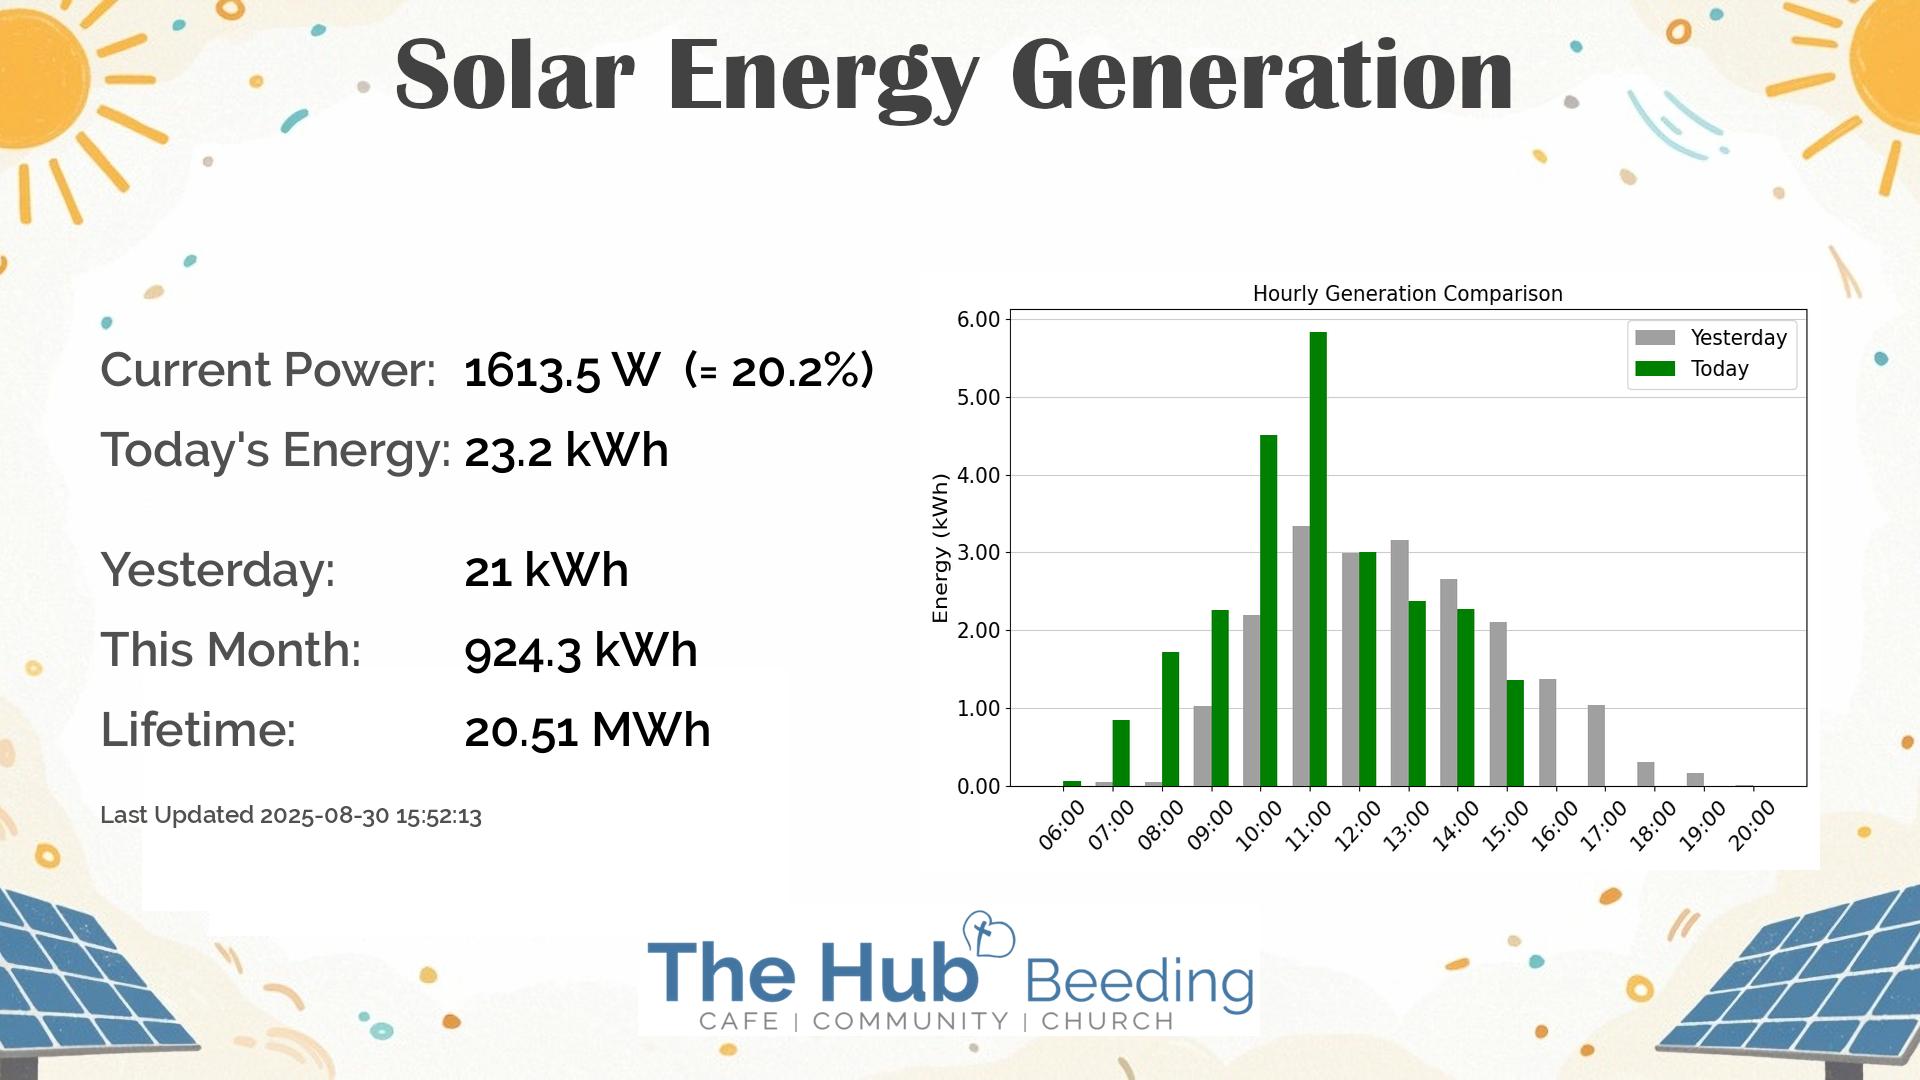 Solar Energy Generation
Current Power: 1613.5 W (= 20.2%)
Today's Energy: 23.2 kWh
Yesterday: 21 kWh
This Month: 924.3 kWh
Lifetime: 20.51 MWh
Last Updated 2025-08-30 15:52:13
Hourly Generation Comparison
Yesterday
Today
Energy (kWh)
6.00
5.00
4.00
3.00
2.00
1.00
0.00
06:00 07:00 08:00 09:00 10:00 11:00 12:00 13:00 14:00 15:00 16:00 17:00 18:00 19:00 20:00
The Hub Beeding
CAFE | COMMUNITY | CHURCH